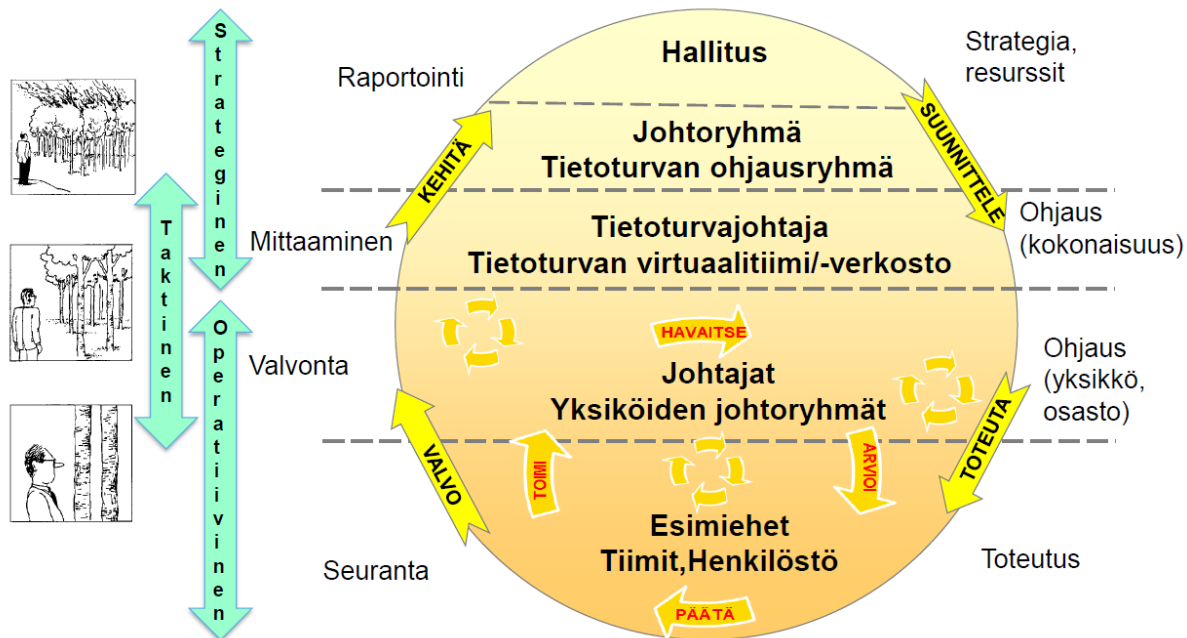 Strateginen
Taktinen
Operatiivinen
Raportointi
Mittaaminen
Valvonta
Seuranta
Hallitus
Johtoryhmä
Tietoturvan ohjausryhmä
Tietoturvajohtaja
Tietoturvan virtuaalitiimi/-verkosto
HAVAITSE
Johtajat
Yksiköiden johtoryhmät
TOIMI
ARVIOI
Esimiehet
Tiimit,Henkilöstö
PÄÄTÄ
KEHITÄ
VALVO
SUUNNITTELE
TOTEUTA
Strategia,
resurssit
Ohjaus
(kokonaisuus)
Ohjaus
(yksikkö,
osasto)
Toteutus